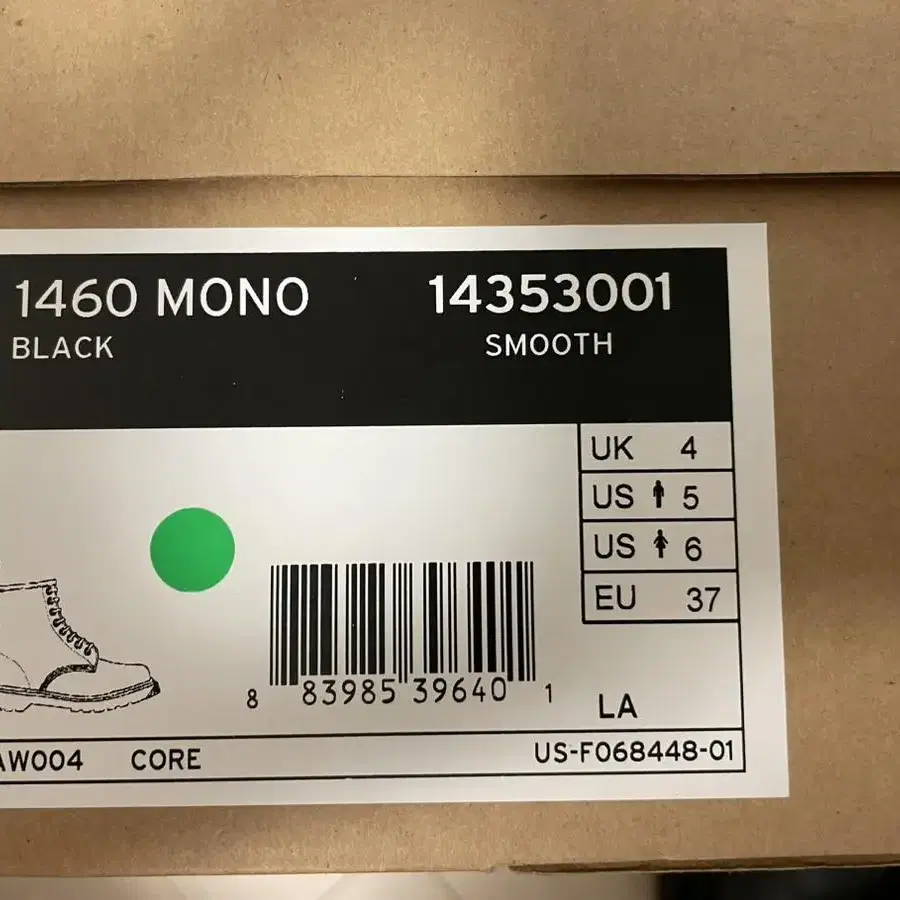 1460 MONO 14353001
BLACK SMOOTH
UK 4
US 5
US 6
EU 37
8 83985 39640 1
LA
AW004 CORE US-F068448-01